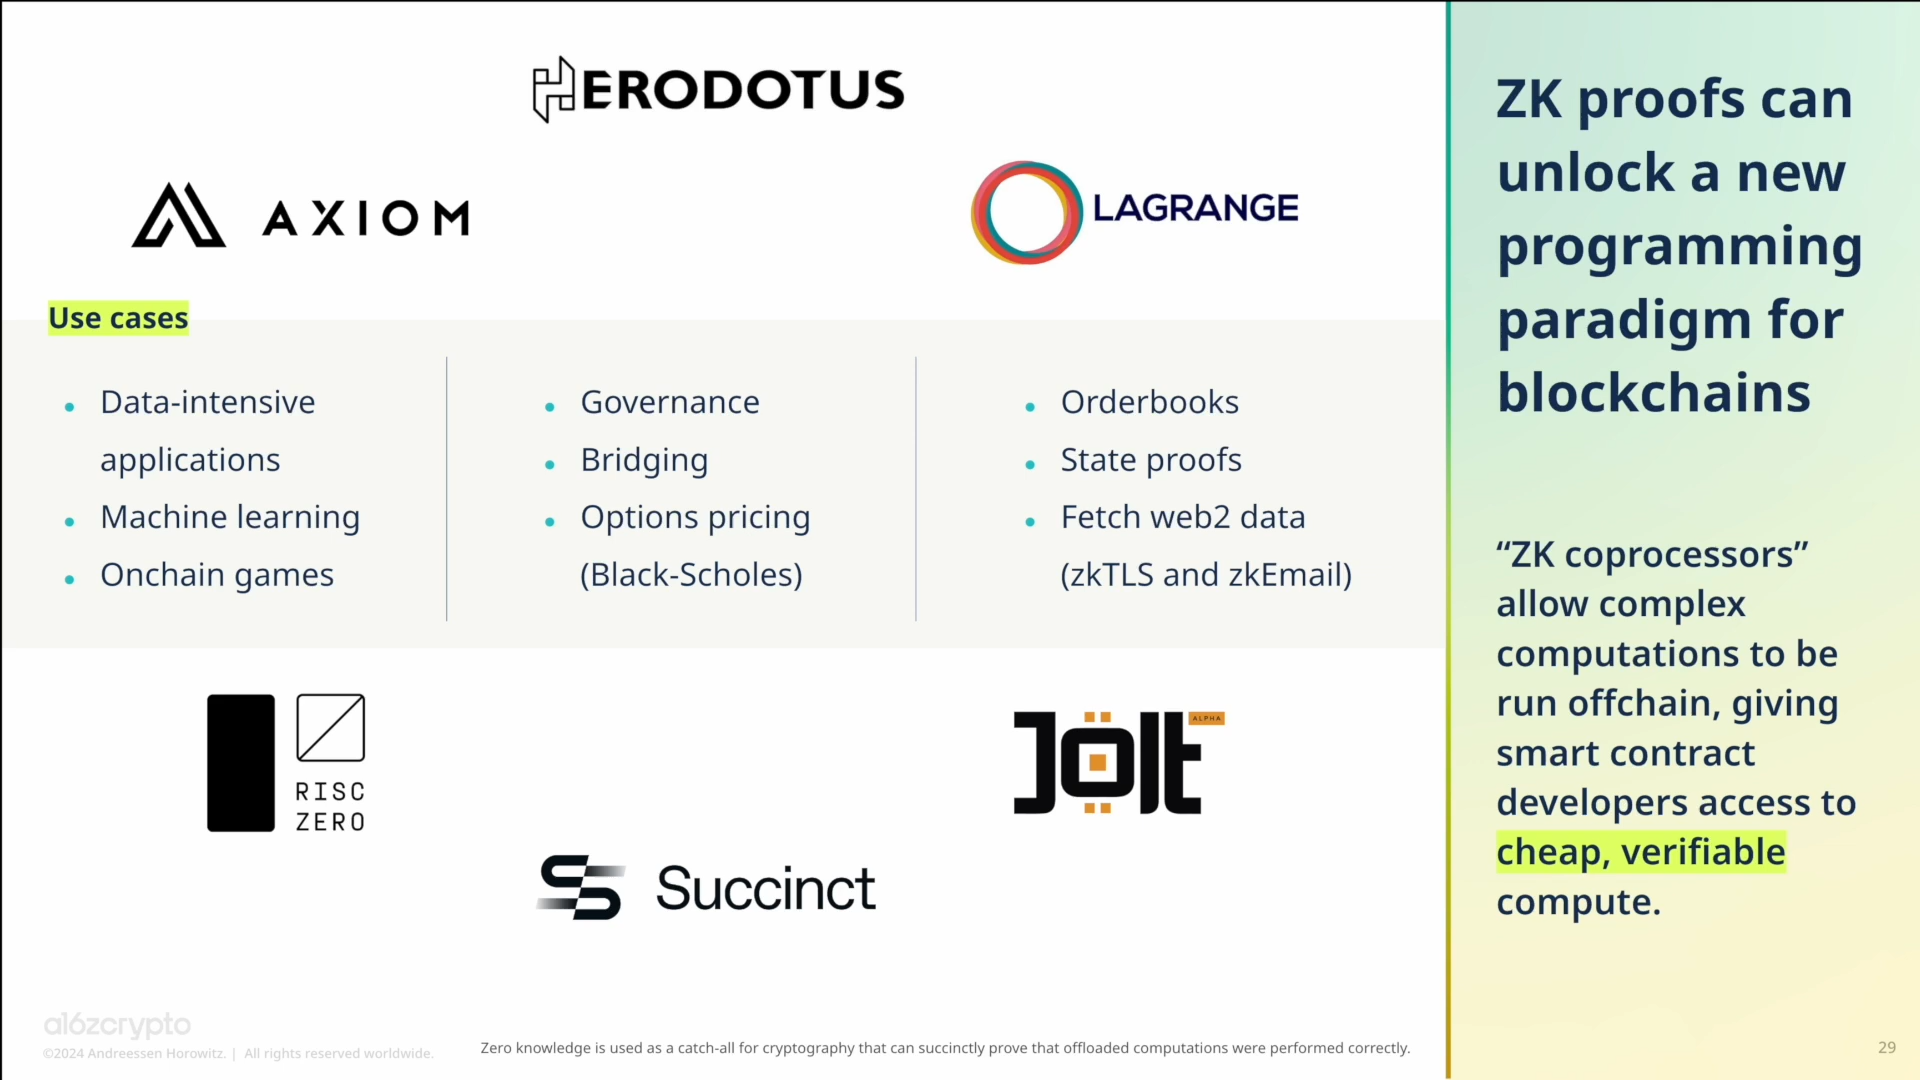 HERODOTUS
AXIOM
LAGRANGE
Use cases
Data-intensive
applications
Machine learning
Onchain games
Governance
Bridging
Options pricing
(Black-Scholes)
Orderbooks
State proofs
Fetch web2 data
(zkTLS and zkEmail)
RISC
ZERO
Jolt
ALPHA
Succinct
a16zcrypto
©2024 Andreessen Horowitz. | All rights reserved worldwide.
Zero knowledge is used as a catch-all for cryptography that can succinctly prove that offloaded computations were performed correctly.
ZK proofs can
unlock a new
programming
paradigm for
blockchains
“ZK coprocessors”
allow complex
computations to be
run offchain, giving
smart contract
developers access to
cheap, verifiable
compute.
29